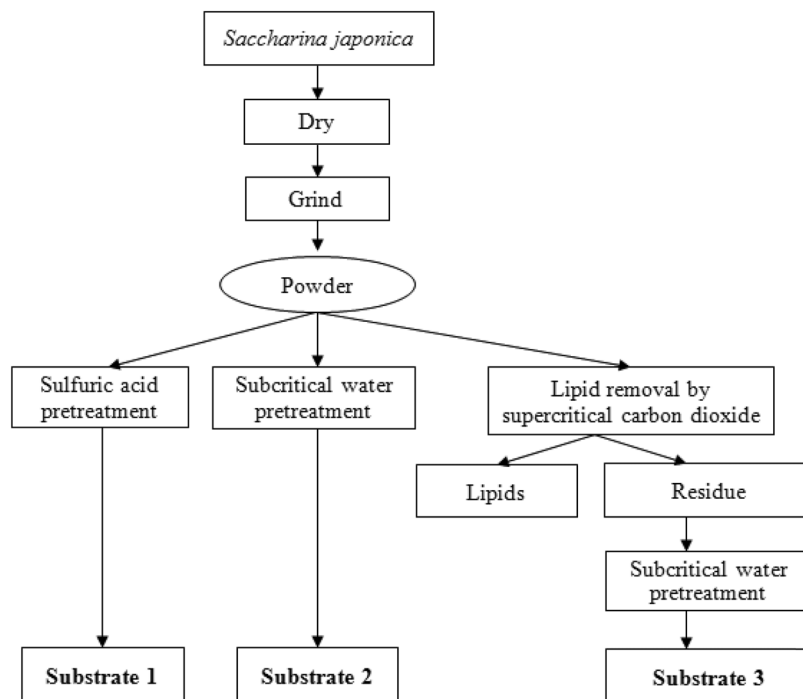 Saccharina japonica
Dry
Grind
Powder
Sulfuric acid
pretreatment
Subcritical water
pretreatment
Lipid removal by
supercritical carbon dioxide
Lipids
Residue
Subcritical water
pretreatment
Substrate 1
Substrate 2
Substrate 3